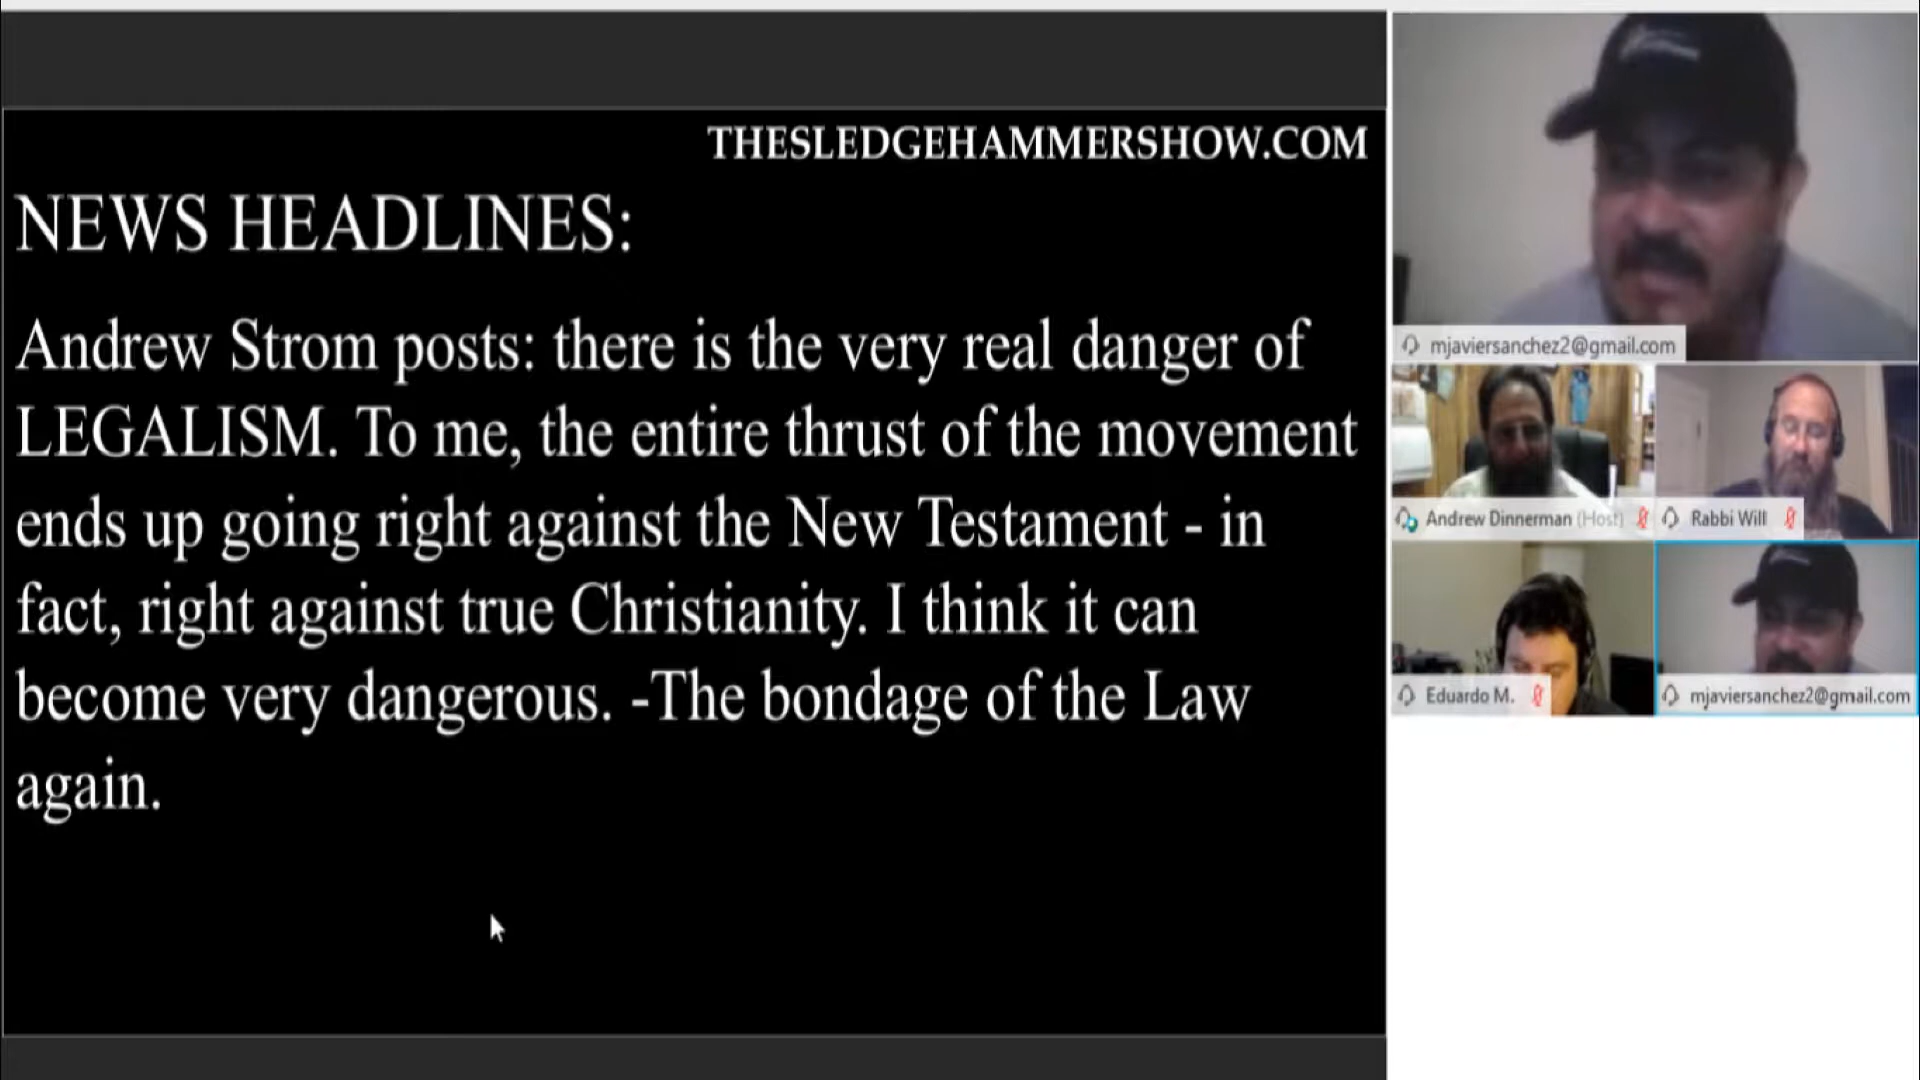 THESLEDGEHAMMERSHOW.COM
NEWS HEADLINES:
Andrew Strom posts: there is the very real danger of
LEGALISM. To me, the entire thrust of the movement
ends up going right against the New Testament - in
fact, right against true Christianity. I think it can
become very dangerous. -The bondage of the Law
again.
mjaviersanchez2@gmail.com
Andrew Dinnerman (Host)
Rabbi Will
Eduardo M.
mjaviersanchez2@gmail.com